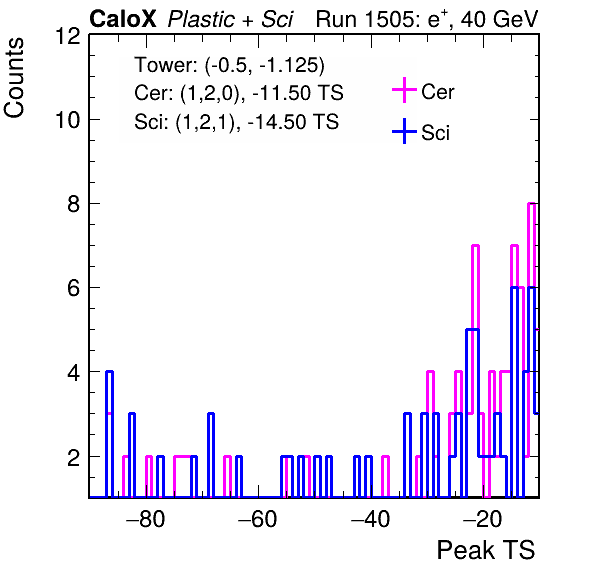 CaloX Plastic + Sci Run 1505: e⁺, 40 GeV
Counts
12
10
8
6
4
2
Tower: (-0.5, -1.125)
Cer: (1,2,0), -11.50 TS
Sci: (1,2,1), -14.50 TS
Cer
Sci
−80 −60 −40 −20
Peak TS